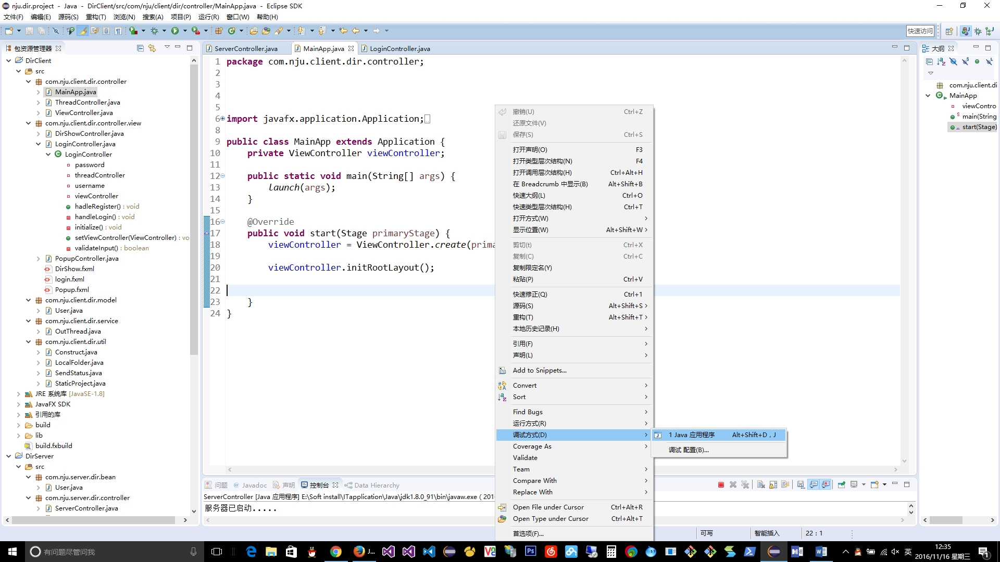 nju.dir.project - Java - DirClient/src/com/nju/client/dir/controller/MainApp.java - Eclipse SDK
文件(F) 编辑(E) 源码(S) 重构(T) 浏览(N) 搜索(A) 项目(P) 运行(R) 窗口(W) 帮助(H)
快速访问
包资源管理器
DirClient
src
com.nju.client.dir.controller
MainApp.java
ThreadController.java
ViewController.java
com.nju.client.dir.controller.view
DirShowController.java
LoginController.java
LoginController
password
threadController
username
viewController
hadleRegister() : void
handleLogin() : void
initialize() : void
setViewController(ViewController) : vo
validateInput() : boolean
PopupController.java
DirShow.fxml
login.fxml
Popup.fxml
com.nju.client.dir.model
User.java
com.nju.client.dir.service
OutThread.java
com.nju.client.dir.util
Construct.java
LocalFolder.java
SendStatus.java
StaticProject.java
JRE 系统库 [JavaSE-1.8]
JavaFX SDK
引用的库
build
lib
build.fxbuild
DirServer
src
com.nju.server.dir.bean
User.java
com.nju.server.dir.controller
ServerController.java
ServerController.java MainApp.java LoginController.java
1 package com.nju.client.dir.controller;
2
3
4
5
6 import javafx.application.Application;
8
9 public class MainApp extends Application {
10 private ViewController viewController;
11
12 public static void main(String[] args) {
13 launch(args);
14 }
15
16 @Override
17 public void start(Stage primaryStage) {
18 viewController = ViewController.create(prima
19
20 viewController.initRootLayout();
21
22
23 }
24 }
撤销(U) Ctrl+Z
还原文件(V)
保存(S) Ctrl+S
打开声明(O) F3
打开类型层次结构(N) F4
打开调用层次结构(H) Ctrl+Alt+H
在 Breadcrumb 中显示(B) Alt+Shift+B
快速大纲(L) Ctrl+O
快速类型层次结构(H) Ctrl+T
打开方式(W)
显示位置(W) Alt+Shift+W
剪切(t) Ctrl+X
复制(C) Ctrl+C
复制限定名(Y)
粘贴(P) Ctrl+V
快速修正(Q) Ctrl+1
源码(S) Alt+Shift+S
重构(T) Alt+Shift+T
本地历史记录(H)
引用(F)
声明(L)
Add to Snippets...
Convert
Sort
Find Bugs
运行方式(R)
调试方式(D)
Coverage As
Validate
Team
Compare With
Replace With
Open File under Cursor Ctrl+Alt+R
Open Type under Cursor Ctrl+Alt+T
首选项(F)...
1 Java 应用程序 Alt+Shift+D , J
调试 配置(B)...
大纲
com.nju.client.di
MainApp
viewContro
main(String
start(Stage)
问题 @ Javadoc 声明 控制台 Data Hierarchy
ServerController [Java 应用程序] E:\Soft install\ITapplication\Java\jdk1.8.0_91\bin\javaw.exe ( 201
服务器已启动.....
可写 智能插入 22 : 1
有问题尽管问我
J...
英
12:35
2016/11/16 星期三
1